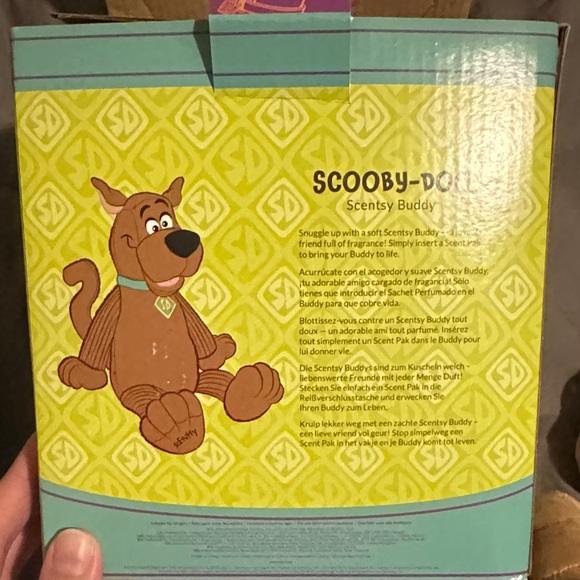 SCOOBY-DOO
Scentsy Buddy
Snuggle up with a soft Scentsy Buddy – a
friend full of fragrance! Simply insert a Scent Pak
to bring your Buddy to life.
Acurrúcate con el acogedor y suave Scentsy Buddy,
¡tu adorable amigo cargado de fragancia! Sólo
tienes que introducir el Sachet Perfumado en el
Buddy para que cobre vida.
Blottissez-vous contre un Scentsy Buddy tout
doux — un adorable ami tout parfumé. Insérez
tout simplement un Scent Pak dans le Buddy pour
lui donner vie.
Die Scentsy Buddys sind zum Kuscheln weich –
liebenswerte Freunde mit jeder Menge Duft!
Stecken Sie einfach ein Scent Pak in die
Reißverschlusstasche und erwecken Sie
Ihren Buddy zum Leben.
Kruip lekker weg met een zachte Scentsy Buddy –
een lieve vriend vol geur! Stop simpelweg een
Scent Pak in het vakje en je Buddy komt tot leven.
SD
SCENTSY